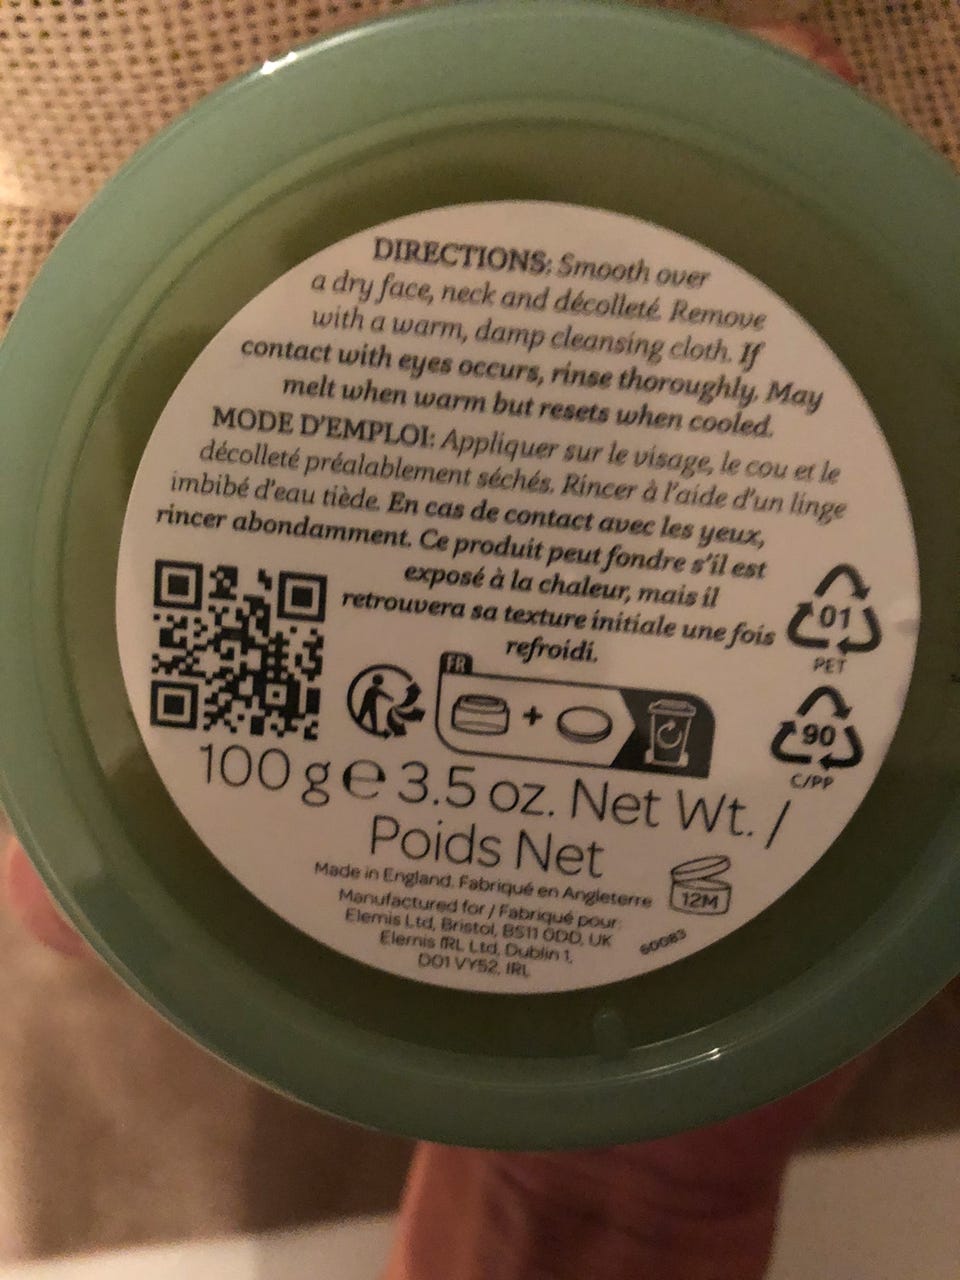 DIRECTIONS: Smooth over
a dry face, neck and décolleté. Remove
with a warm, damp cleansing cloth. If
contact with eyes occurs, rinse thoroughly. May
melt when warm but resets when cooled.
MODE D'EMPLOI: Appliquer sur le visage, le cou et le
décolleté préalablement séchés. Rincer à l'aide d'un linge
imbibé d'eau tiède. En cas de contact avec les yeux,
rincer abondamment. Ce produit peut fondre s'il est
exposé à la chaleur, mais il
retrouvera sa texture initiale une fois
refroidi.
01
PET
FR
+
90
C/PP
100 g e 3.5 oz. Net Wt. /
Poids Net
12M
Made in England. Fabriqué en Angleterre
Manufactured for / Fabriqué pour:
Elemis Ltd, Bristol, BS11 0DD, UK
Elemis IRL Ltd, Dublin 1,
D01 VY52, IRL
60083